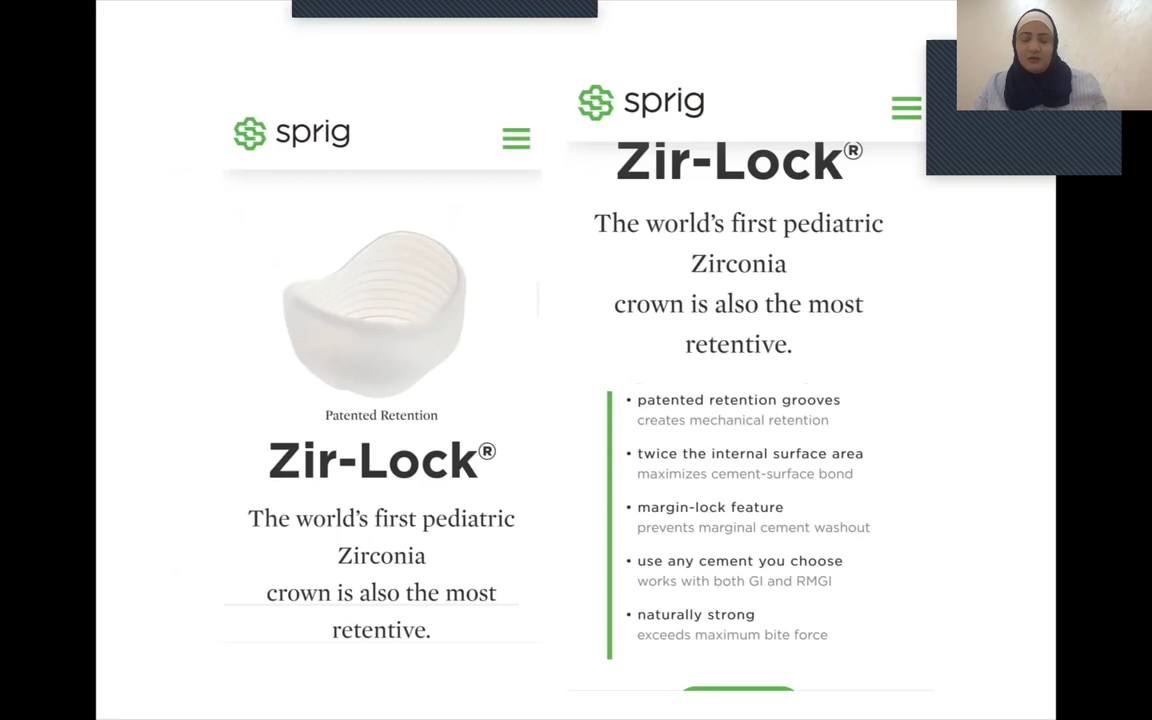 sprig
Patented Retention
Zir-Lock®
The world's first pediatric
Zirconia
crown is also the most
retentive.
sprig
Zir-Lock®
The world's first pediatric
Zirconia
crown is also the most
retentive.
• patented retention grooves
creates mechanical retention
• twice the internal surface area
maximizes cement-surface bond
• margin-lock feature
prevents marginal cement washout
• use any cement you choose
works with both GI and RMGI
• naturally strong
exceeds maximum bite force